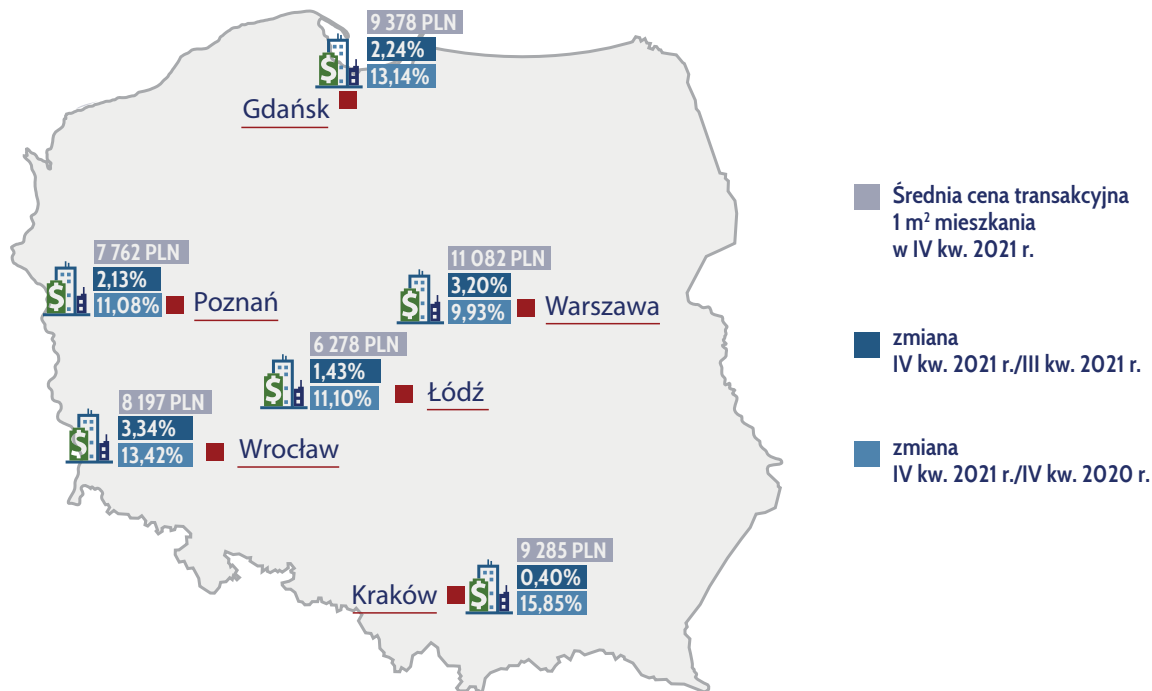 9 378 PLN
2,24%
13,14%
Gdańsk
7 762 PLN
2,13%
11,08%
Poznań
11 082 PLN
3,20%
9,93%
Warszawa
6 278 PLN
1,43%
11,10%
Łódź
8 197 PLN
3,34%
13,42%
Wrocław
9 285 PLN
0,40%
15,85%
Kraków
Średnia cena transakcyjna
1 m² mieszkania
w IV kw. 2021 r.
zmiana
IV kw. 2021 r./III kw. 2021 r.
zmiana
IV kw. 2021 r./IV kw. 2020 r.